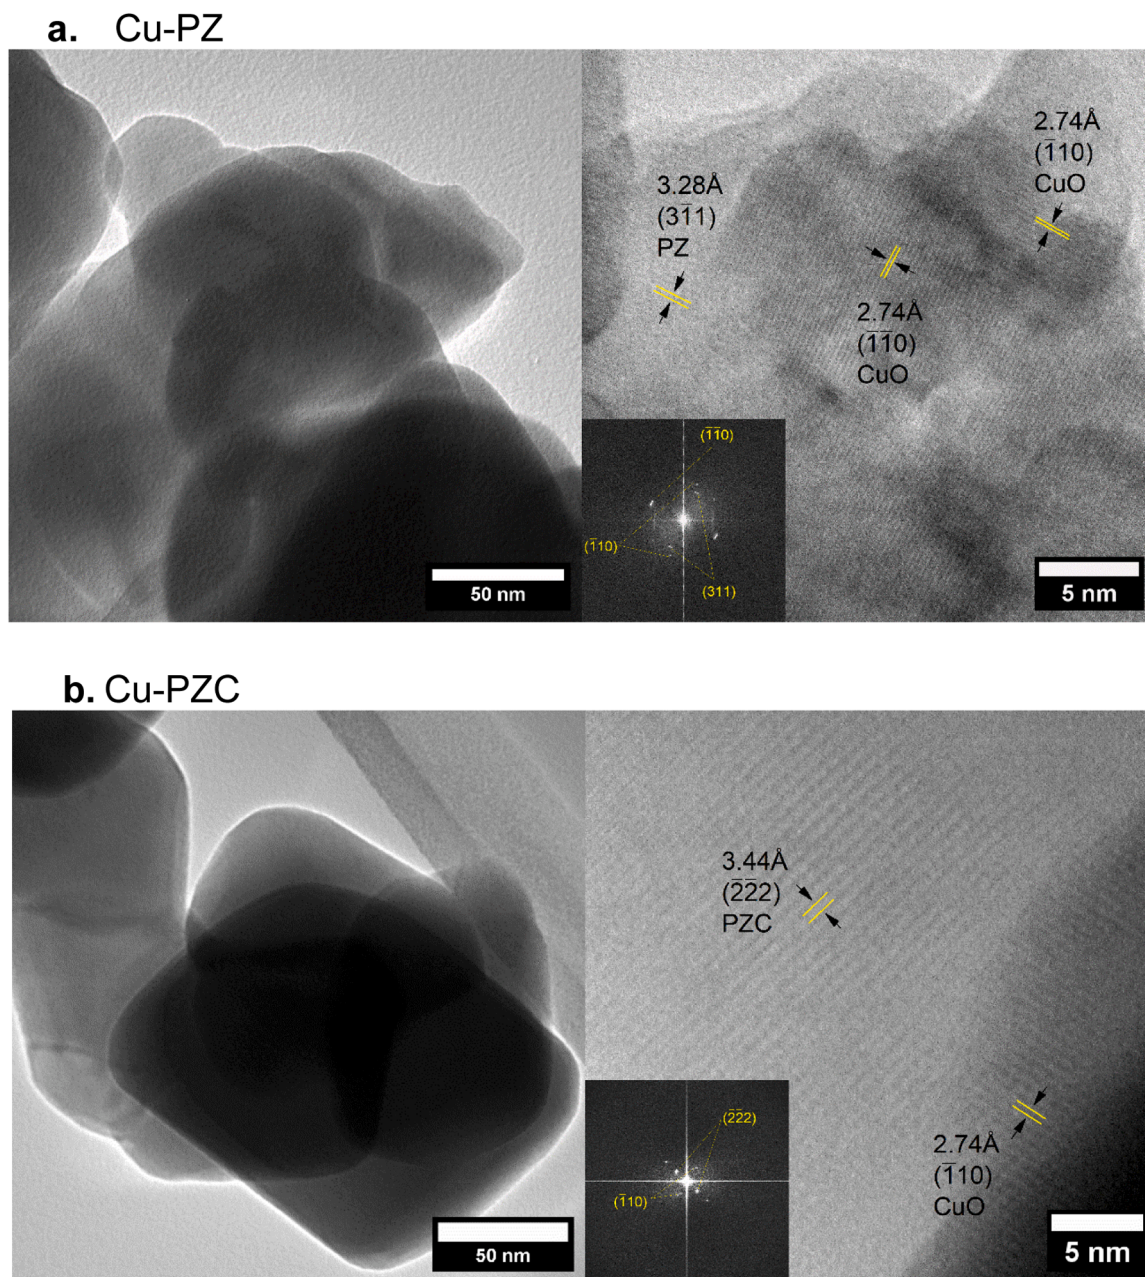 a. Cu-PZ
3.28Å
(31̅1)
PZ
2.74Å
(1̅10)
CuO
2.74Å
(1̅1̅0)
CuO
(1̅1̅0)
(1̅10)
(311)
50 nm
5 nm
b. Cu-PZC
3.44Å
(2̅2̅2)
PZC
2.74Å
(1̅10)
CuO
(2̅2̅2)
(1̅10)
50 nm
5 nm